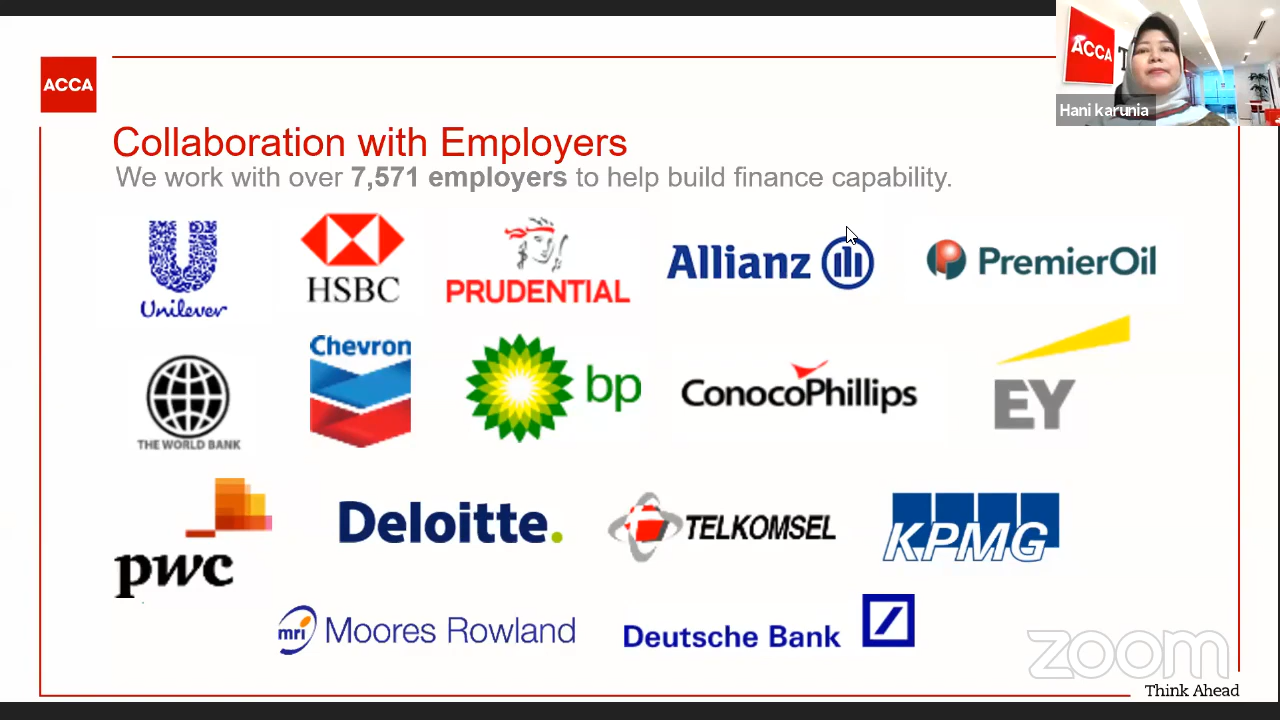 ACCA
ACCA
Hani karunia
Collaboration with Employers
We work with over 7,571 employers to help build finance capability.
Unilever
HSBC
PRUDENTIAL
Allianz
PremierOil
THE WORLD BANK
Chevron
bp
ConocoPhillips
EY
pwc
Deloitte.
TELKOMSEL
KPMG
mri Moores Rowland
Deutsche Bank
zoom
Think Ahead